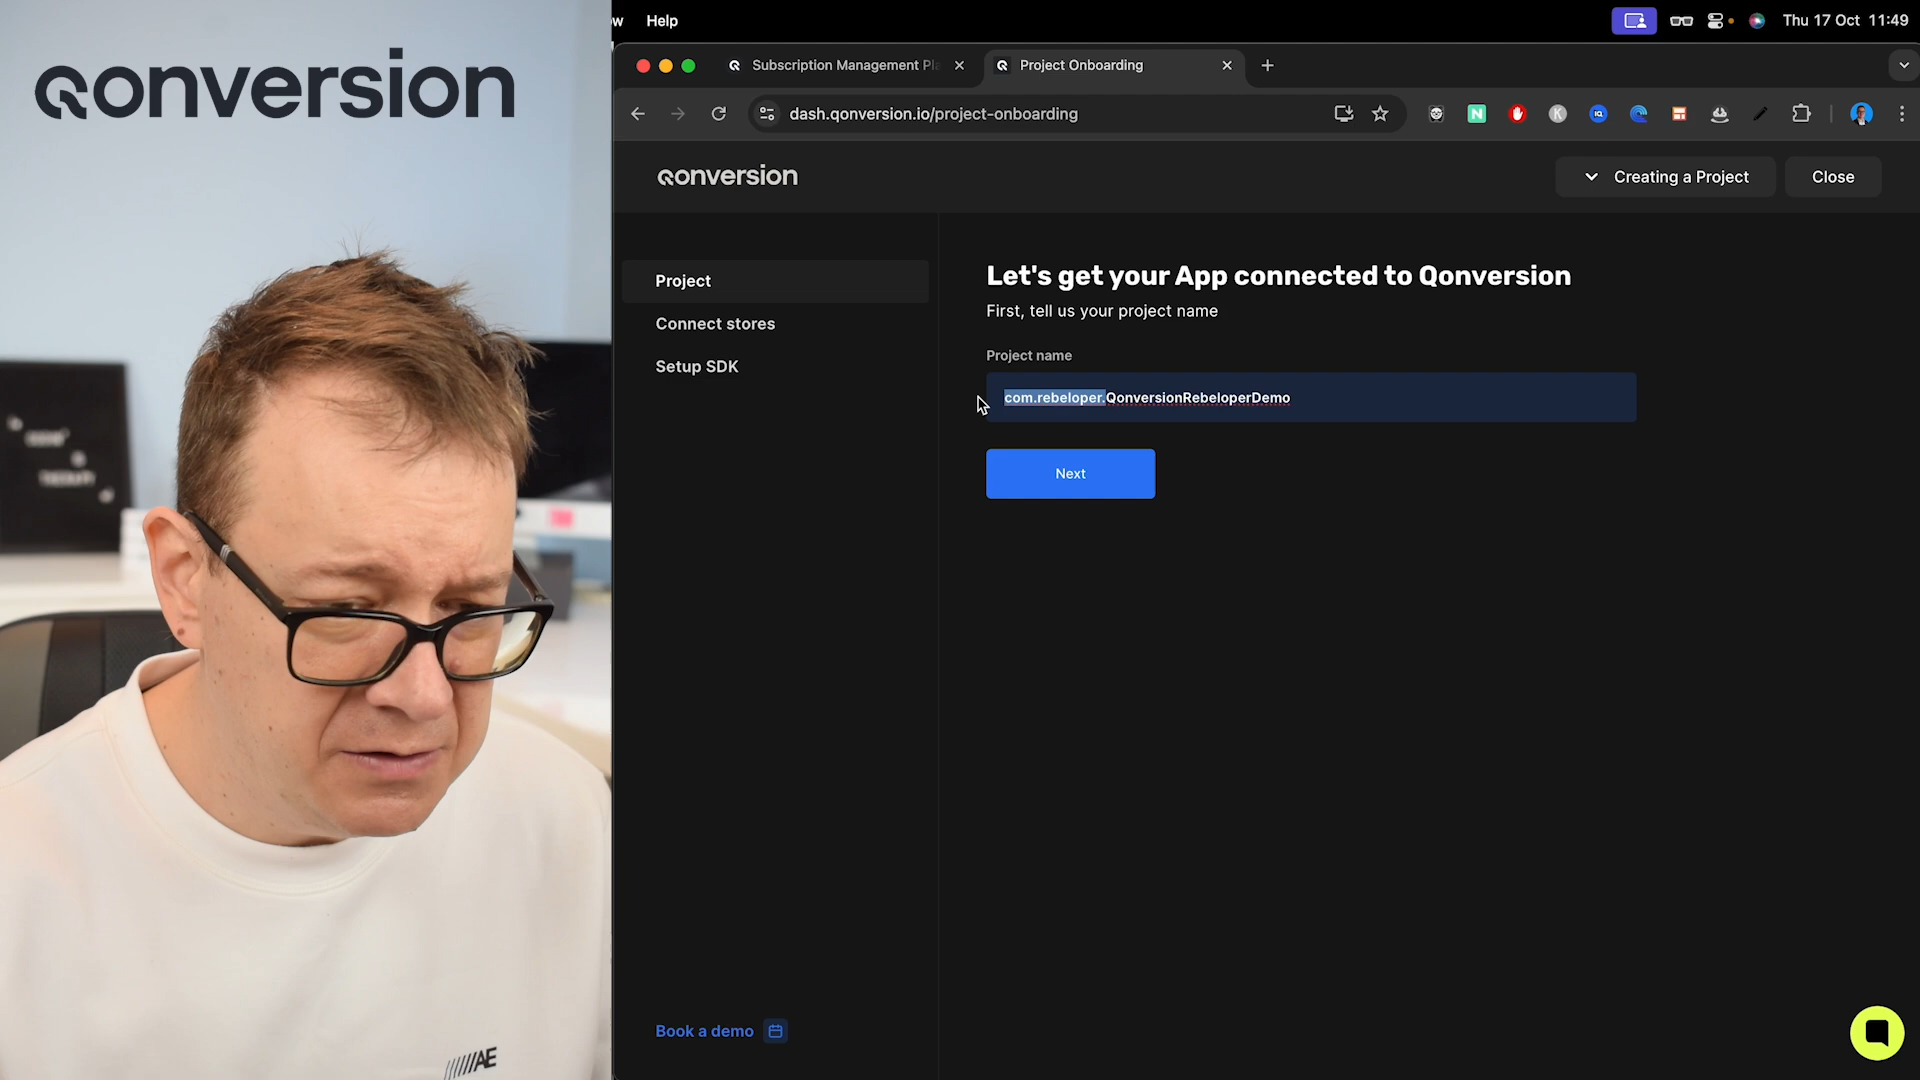 Qonversion
w Help
Thu 17 Oct 11:49
Subscription Management Pl
Project Onboarding
dash.qonversion.io/project-onboarding
Qonversion
Creating a Project
Close
Project
Connect stores
Setup SDK
Let's get your App connected to Qonversion
First, tell us your project name
Project name
com.rebeloper.QonversionRebeloperDemo
Next
Book a demo
//////AE